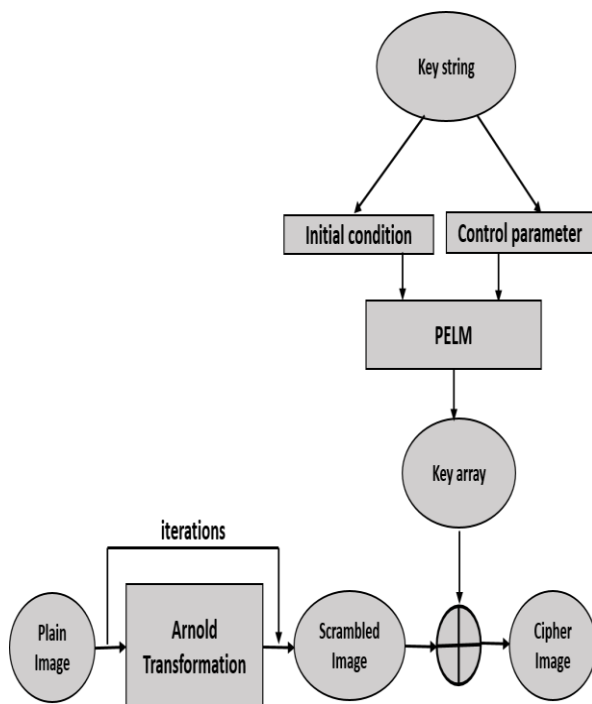 Key string
Initial condition
Control parameter
PELM
Key array
iterations
Plain
Image
Arnold
Transformation
Scrambled
Image
Cipher
Image